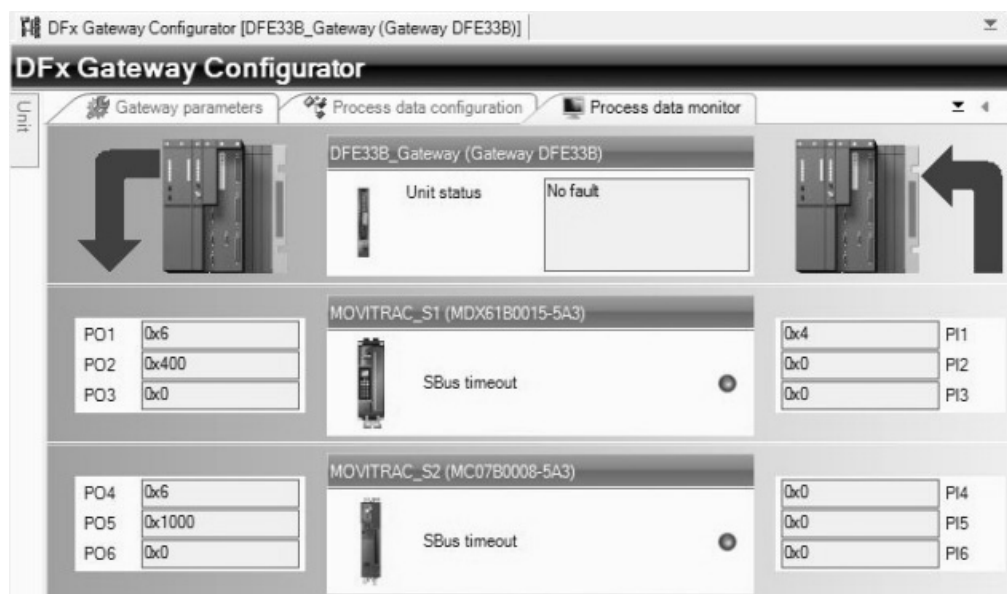 DFx Gateway Configurator [DFE33B_Gateway (Gateway DFE33B)]
DFx Gateway Configurator
Unit
Gateway parameters
Process data configuration
Process data monitor
DFE33B_Gateway (Gateway DFE33B)
Unit status
No fault
MOVITRAC_S1 (MDX61B0015-5A3)
PO1 0x6
PO2 0x400
PO3 0x0
SBus timeout
0x4 PI1
0x0 PI2
0x0 PI3
MOVITRAC_S2 (MC07B0008-5A3)
PO4 0x6
PO5 0x1000
PO6 0x0
SBus timeout
0x0 PI4
0x0 PI5
0x0 PI6